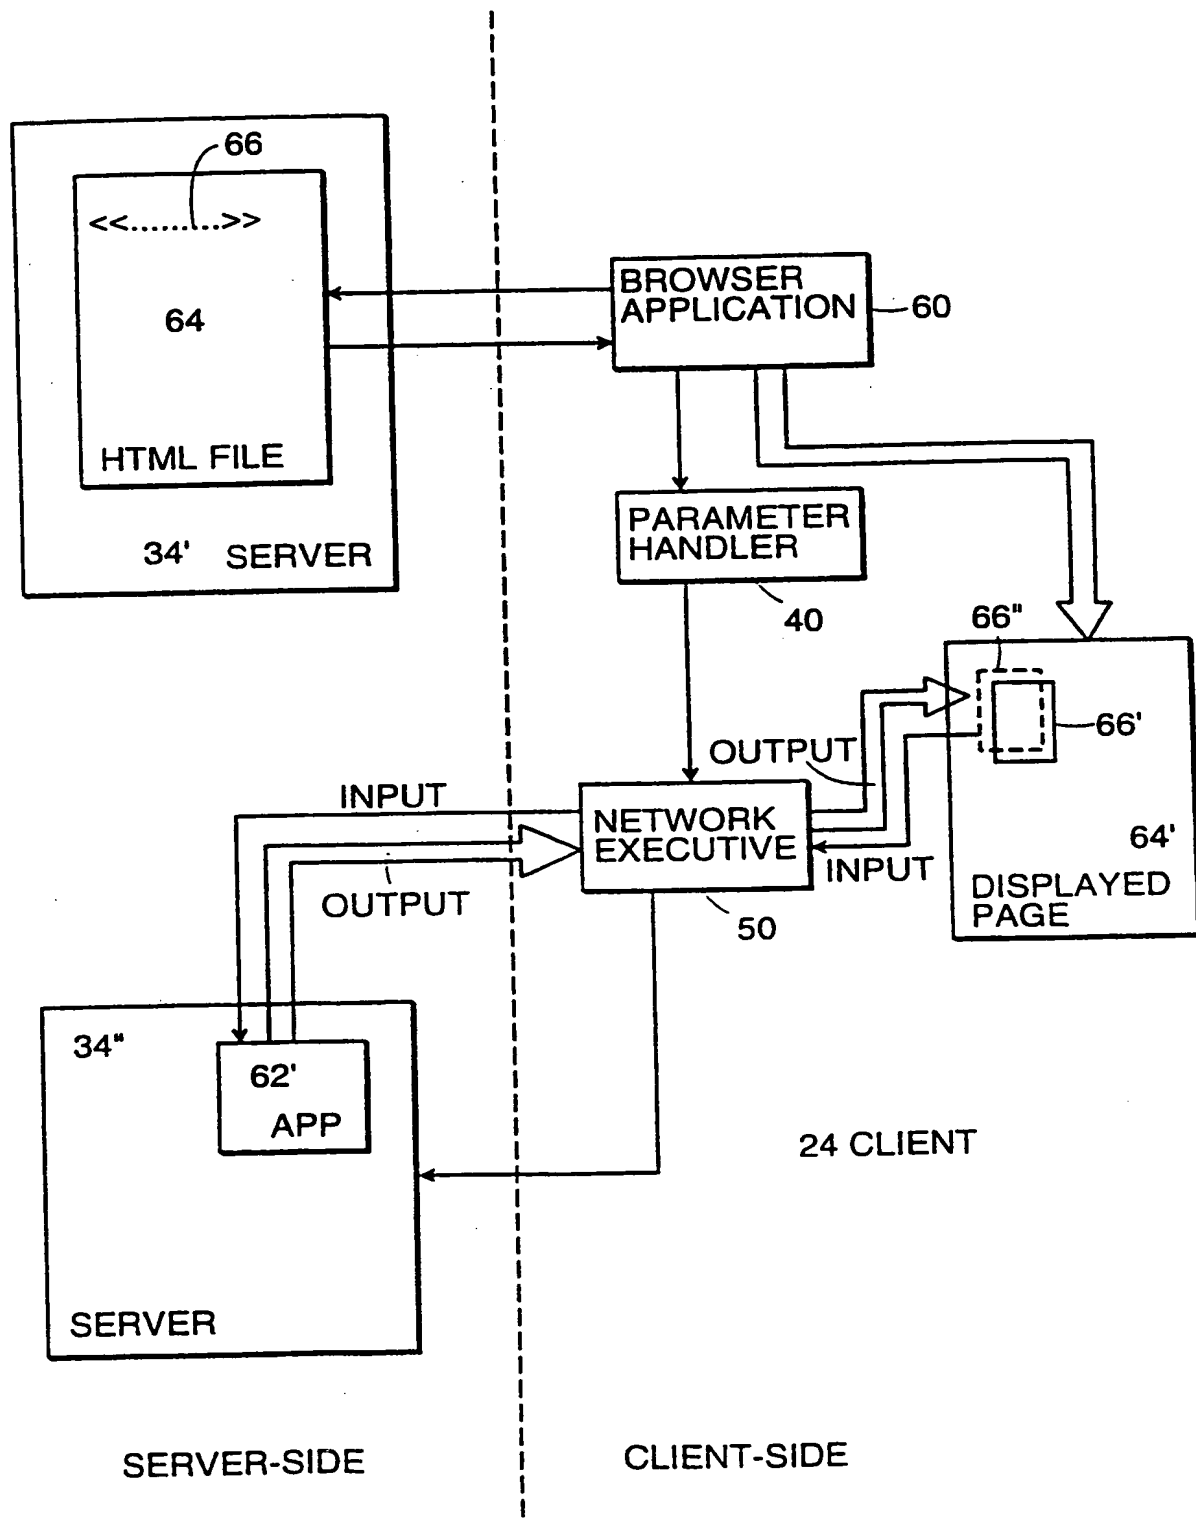 66
<<.........>>
64
HTML FILE
34' SERVER
BROWSER
APPLICATION
60
PARAMETER
HANDLER
40
66"
66'
OUTPUT
INPUT
NETWORK
EXECUTIVE
INPUT
64'
DISPLAYED
PAGE
OUTPUT
50
34"
62'
APP
24 CLIENT
SERVER
SERVER-SIDE
CLIENT-SIDE